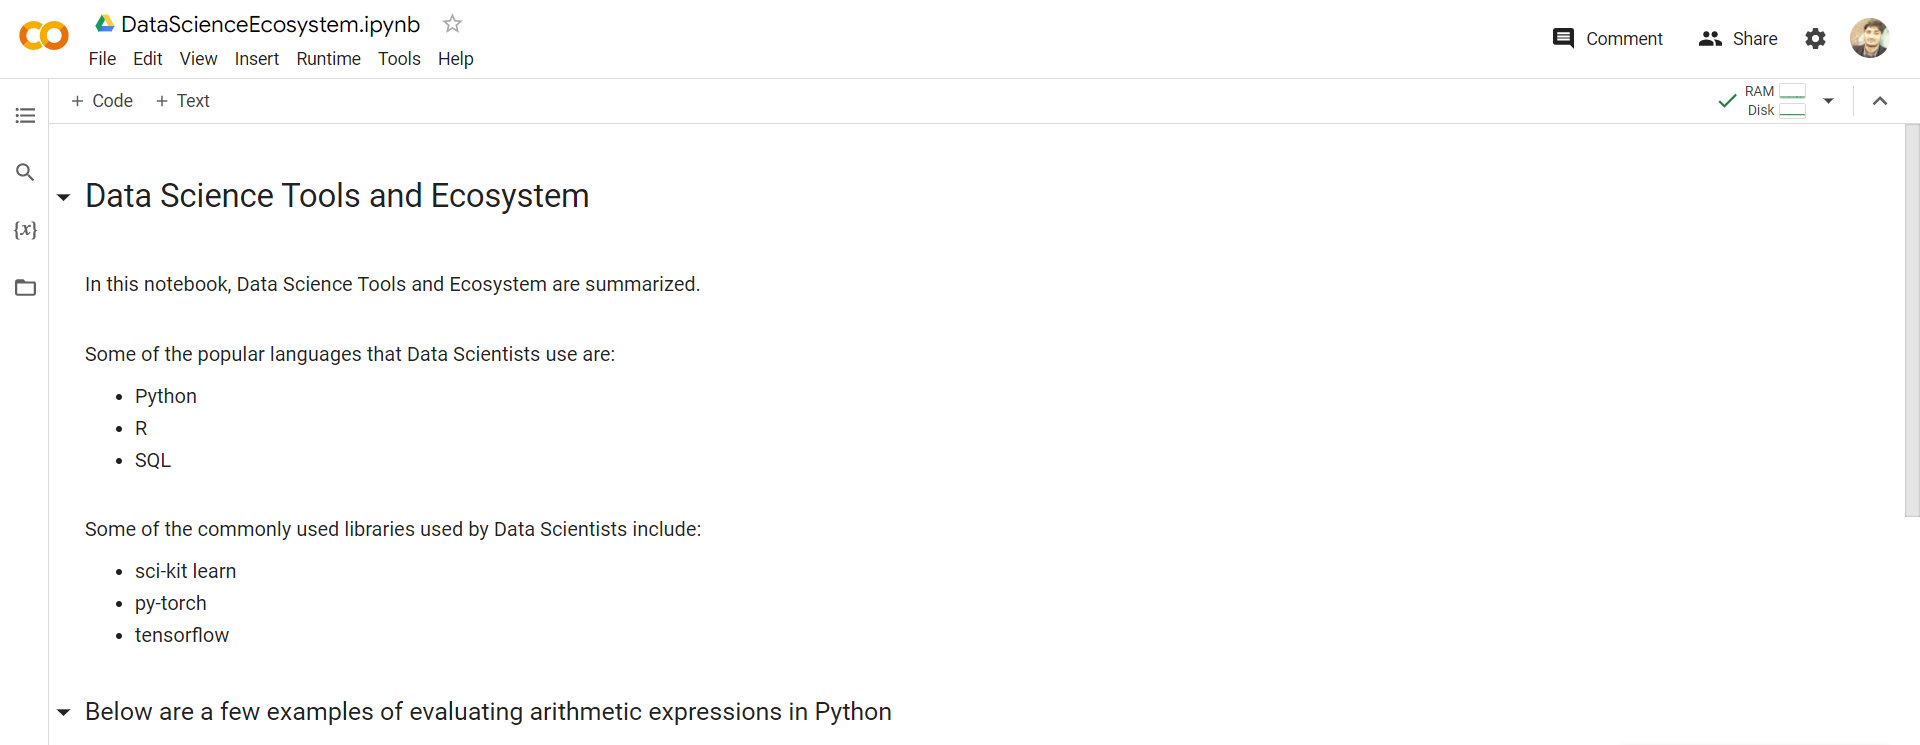 DataScienceEcosystem.ipynb
File Edit View Insert Runtime Tools Help
Comment Share
+ Code + Text
RAM
Disk
{x}
Data Science Tools and Ecosystem
In this notebook, Data Science Tools and Ecosystem are summarized.
Some of the popular languages that Data Scientists use are:
• Python
• R
• SQL
Some of the commonly used libraries used by Data Scientists include:
• sci-kit learn
• py-torch
• tensorflow
Below are a few examples of evaluating arithmetic expressions in Python